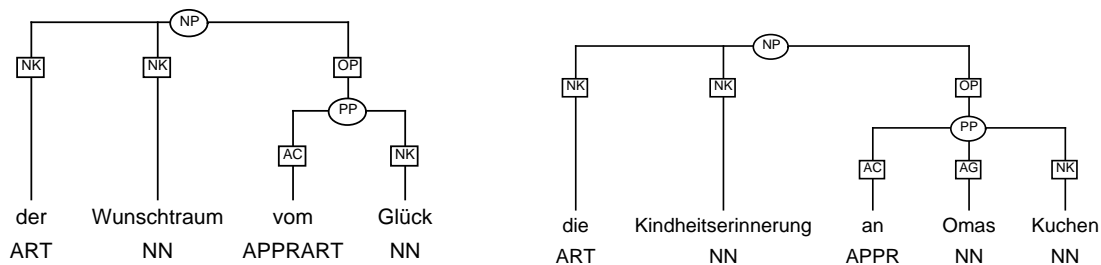 NP
NK NK OP
PP
AC NK
der Wunschtraum vom Glück
ART NN APPRART NN
NP
NK NK OP
PP
AC AG NK
die Kindheitserinnerung an Omas Kuchen
ART NN APPR NN NN